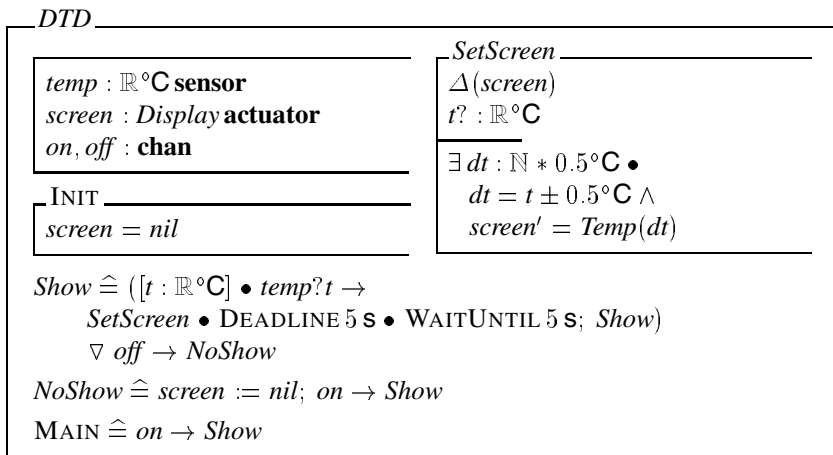 DTD
temp : ℝ°C sensor
screen : Display actuator
on, off : chan
INIT
screen = nil
SetScreen
Δ(screen)
t? : ℝ°C
∃ dt : ℕ ∗ 0.5°C •
dt = t ± 0.5°C ∧
screen′ = Temp(dt)
Show ≙ ([t : ℝ°C] • temp?t →
SetScreen • DEADLINE 5 s • WAITUNTIL 5 s; Show)
▽ off → NoShow
NoShow ≙ screen := nil; on → Show
MAIN ≙ on → Show